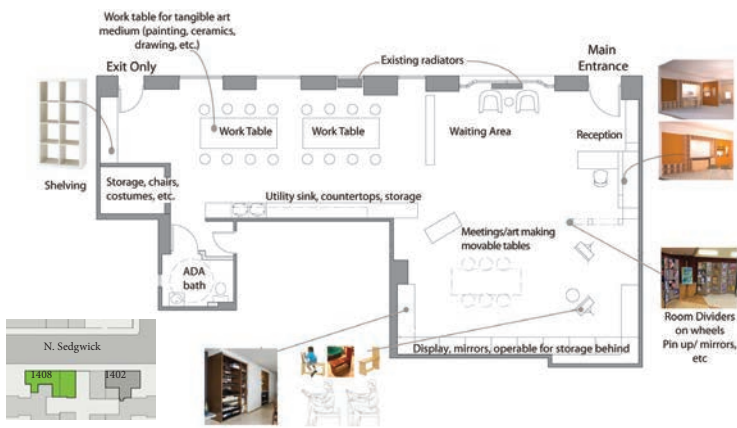 Work table for tangible art
medium (painting, ceramics,
drawing, etc.)
Exit Only
Existing radiators
Main
Entrance
Work Table
Work Table
Waiting Area
Reception
Shelving
Storage, chairs,
costumes, etc.
Utility sink, countertops, storage
Meetings/art making
movable tables
ADA
bath
Room Dividers
on wheels
Pin up/ mirrors,
etc
Display, mirrors, operable for storage behind
N. Sedgwick
1408
1402